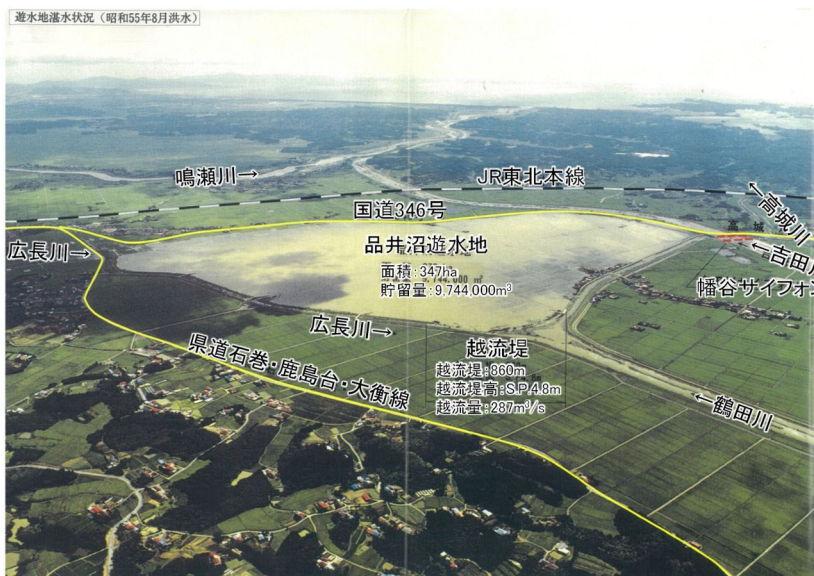 遊水地湛水状況(昭和55年8月洪水)
鳴瀬川→
JR東北本線
←高城川
国道346号
高 城
広長川→
品井沼遊水地
←吉田川
面積:347ha
貯留量:9,744,000m³
幡谷サイフォン
広長川→
越流堤
県道石巻・鹿島台・大衡線
越流堤:860m
越流堤高:S.P.4.8m
越流量:287m³/s
←鶴田川